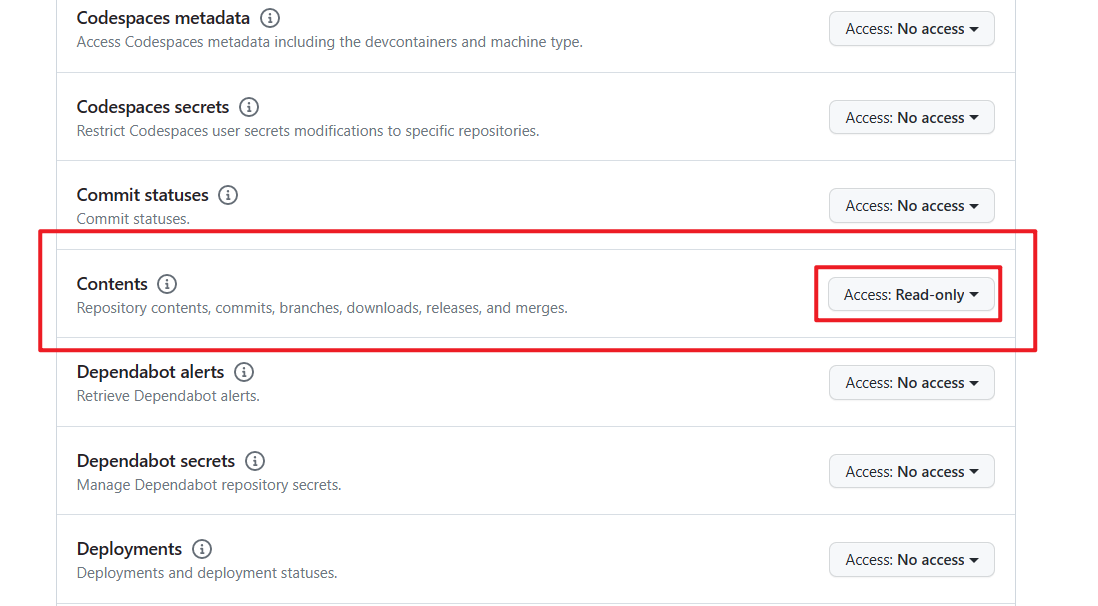 Codespaces metadata
Access Codespaces metadata including the devcontainers and machine type.
Access: No access
Codespaces secrets
Restrict Codespaces user secrets modifications to specific repositories.
Access: No access
Commit statuses
Commit statuses.
Access: No access
Contents
Repository contents, commits, branches, downloads, releases, and merges.
Access: Read-only
Dependabot alerts
Retrieve Dependabot alerts.
Access: No access
Dependabot secrets
Manage Dependabot repository secrets.
Access: No access
Deployments
Deployments and deployment statuses.
Access: No access